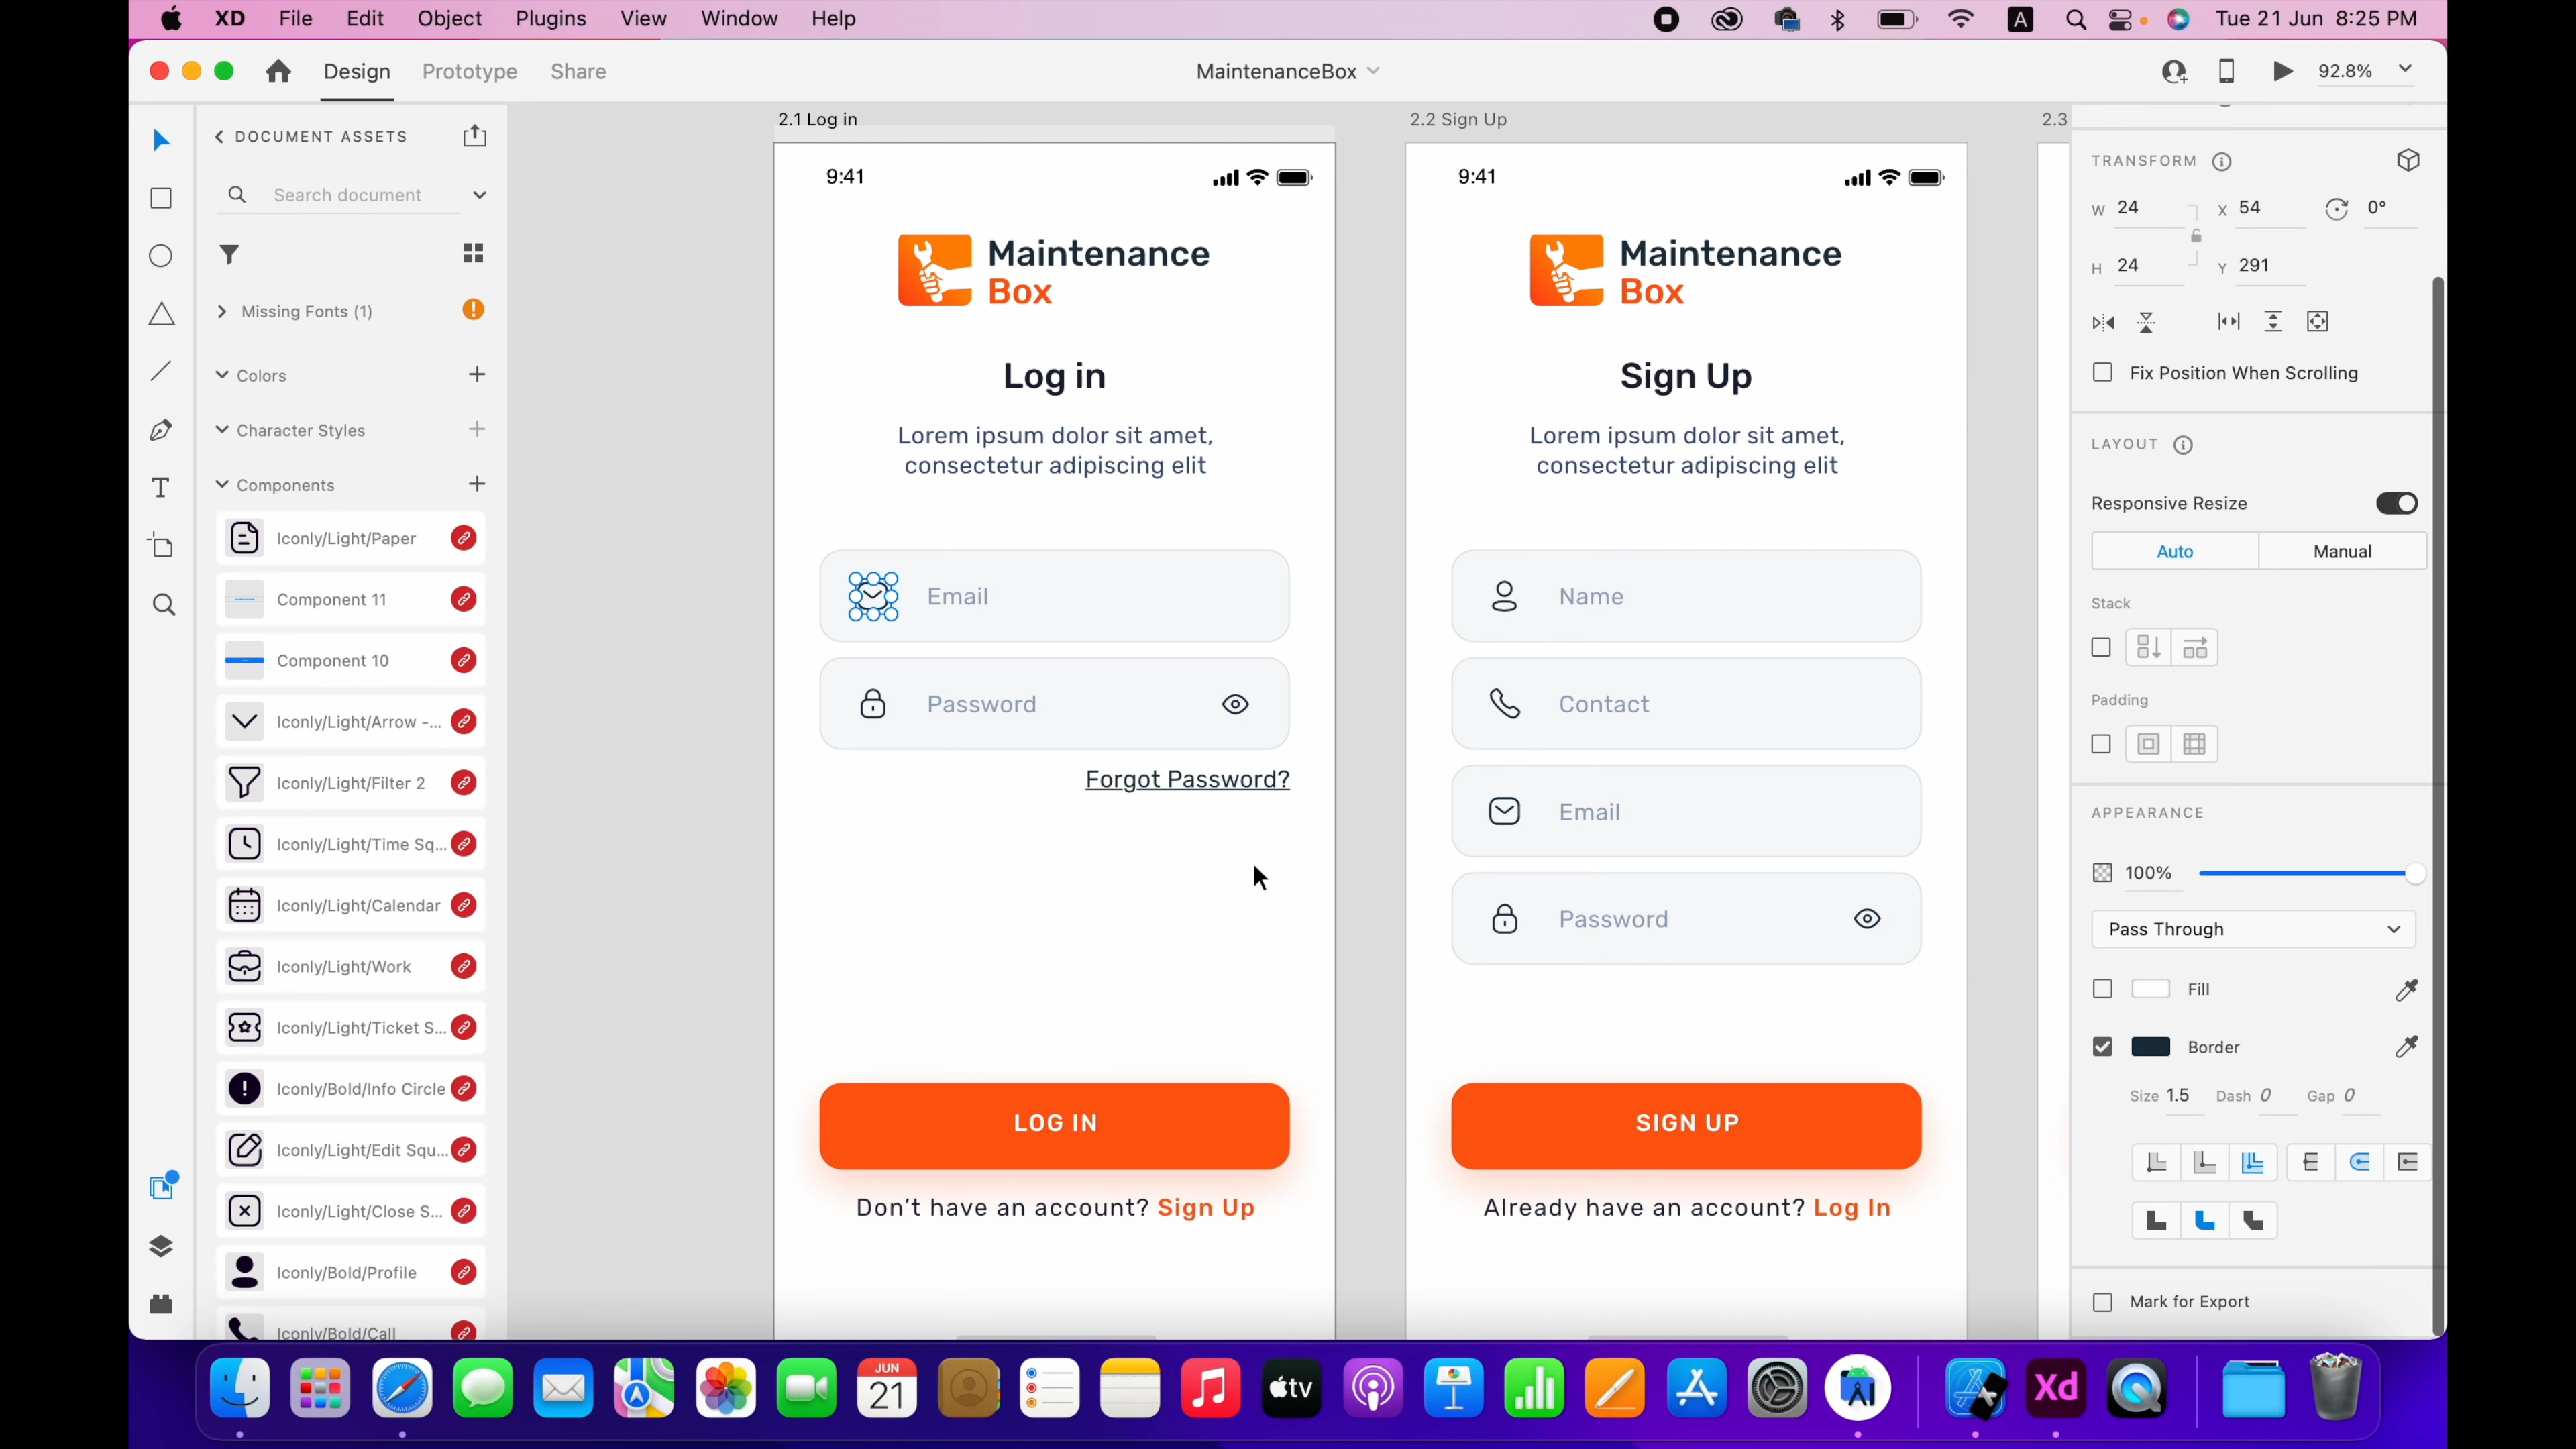 XD File Edit Object Plugins View Window Help
A
Tue 21 Jun 8:25 PM
Design Prototype Share
MaintenanceBox
92.8%
DOCUMENT ASSETS
Search document
Missing Fonts (1)
!
Colors
Character Styles
Components
Iconly/Light/Paper
Component 11
Component 10
Iconly/Light/Arrow -...
Iconly/Light/Filter 2
Iconly/Light/Time Sq...
Iconly/Light/Calendar
Iconly/Light/Work
Iconly/Light/Ticket S...
Iconly/Bold/Info Circle
Iconly/Light/Edit Squ...
Iconly/Light/Close S...
Iconly/Bold/Profile
Iconly/Bold/Call
2.1 Log in
9:41
Maintenance
Box
Log in
Lorem ipsum dolor sit amet,
consectetur adipiscing elit
Email
Password
Forgot Password?
LOG IN
Don't have an account? Sign Up
2.2 Sign Up
9:41
Maintenance
Box
Sign Up
Lorem ipsum dolor sit amet,
consectetur adipiscing elit
Name
Contact
Email
Password
SIGN UP
Already have an account? Log In
2.3
TRANSFORM
W 24 X 54 0°
H 24 Y 291
Fix Position When Scrolling
LAYOUT
Responsive Resize
Auto Manual
Stack
Padding
APPEARANCE
100%
Pass Through
Fill
Border
Size 1.5 Dash 0 Gap 0
Mark for Export
JUN
21
tv
Xd